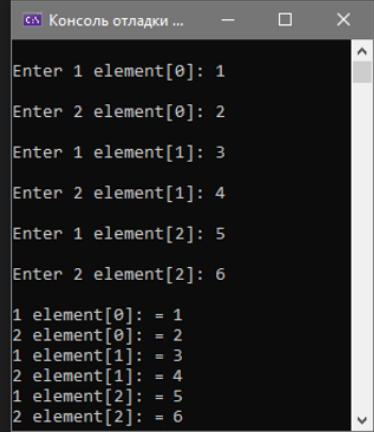 Консоль отладки ...
Enter 1 element[0]: 1
Enter 2 element[0]: 2
Enter 1 element[1]: 3
Enter 2 element[1]: 4
Enter 1 element[2]: 5
Enter 2 element[2]: 6
1 element[0]: = 1
2 element[0]: = 2
1 element[1]: = 3
2 element[1]: = 4
1 element[2]: = 5
2 element[2]: = 6